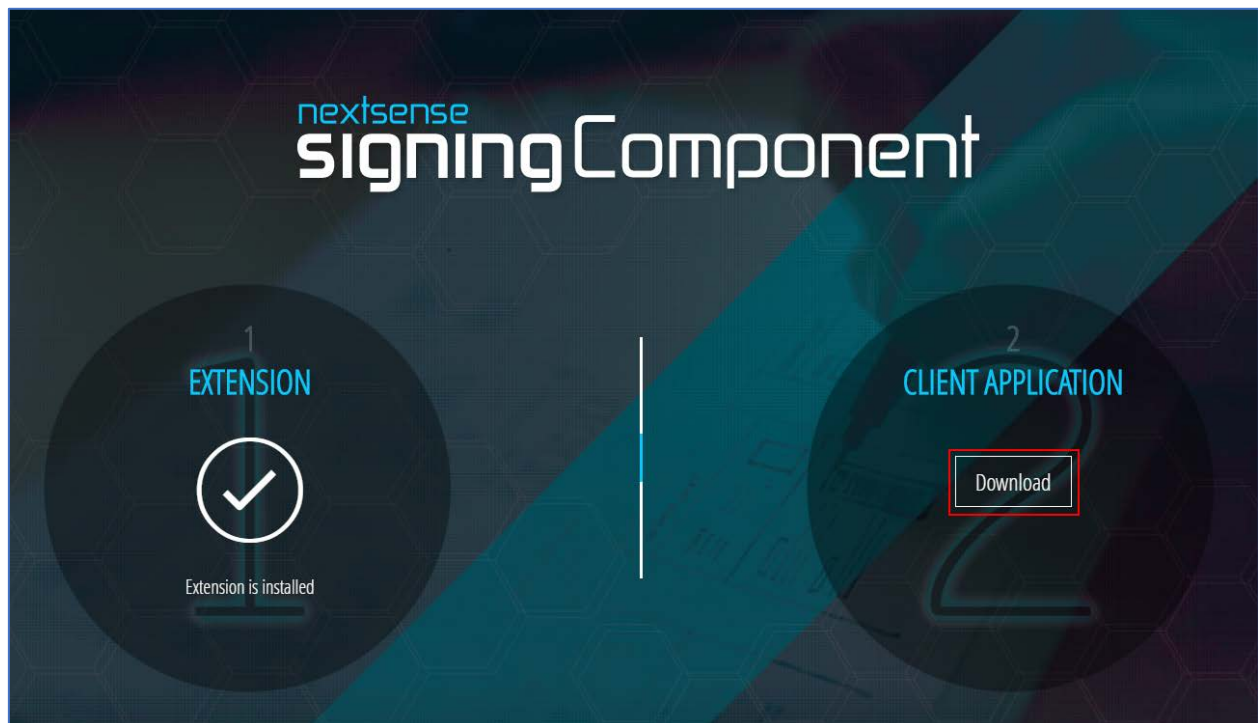 nextsense
signingComponent
1
EXTENSION
Extension is installed
2
CLIENT APPLICATION
Download